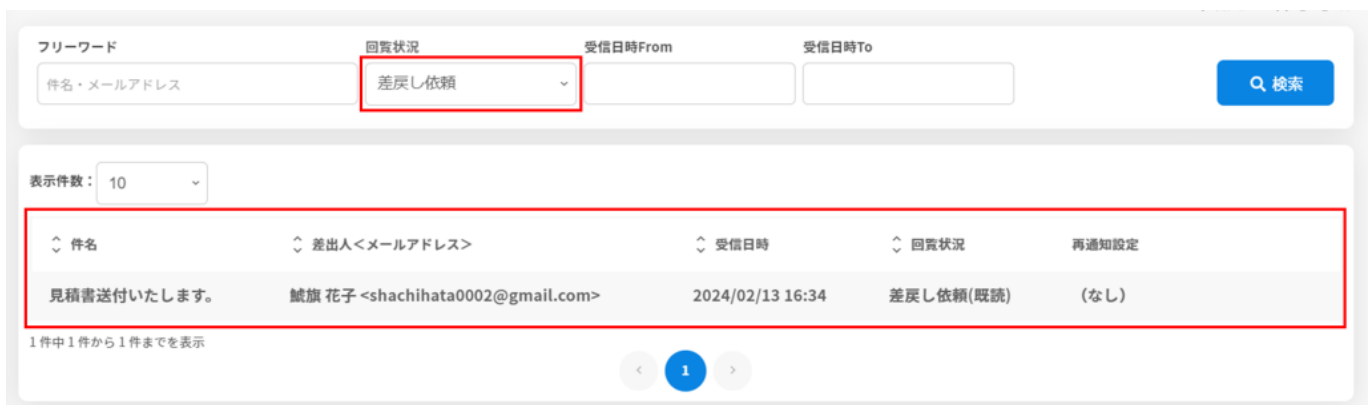 フリーワード 回覧状況 受信日時From 受信日時To
件名・メールアドレス 差戻し依頼 検索
表示件数： 10
件名 差出人＜メールアドレス＞ 受信日時 回覧状況 再通知設定
見積書送付いたします。 鯱旗 花子 <shachihata0002@gmail.com> 2024/02/13 16:34 差戻し依頼(既読) （なし）
1 件中 1 件から 1 件までを表示
‹ 1 ›